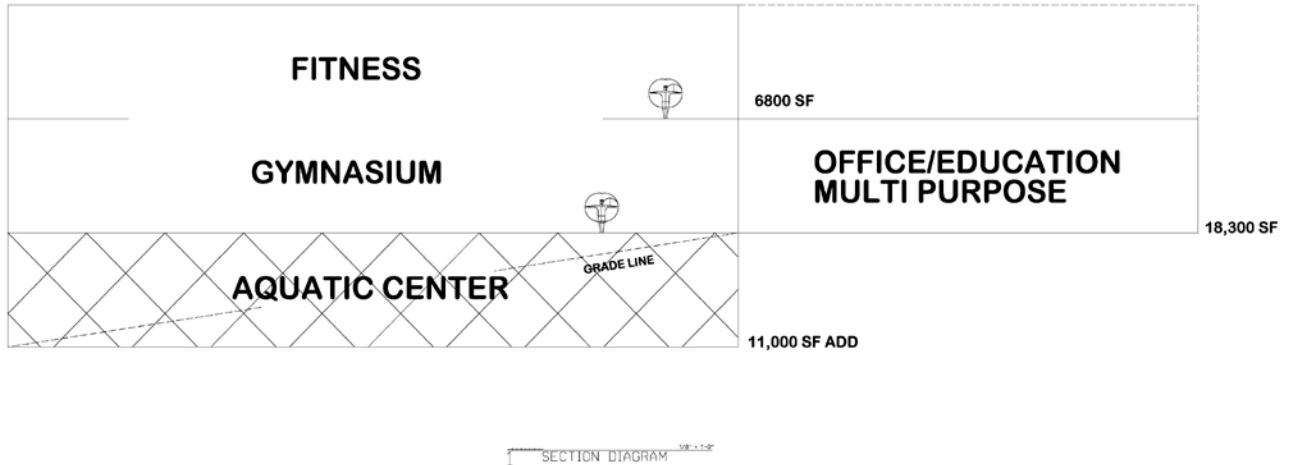 FITNESS
6800 SF
GYMNASIUM
OFFICE/EDUCATION
MULTI PURPOSE
18,300 SF
GRADE LINE
AQUATIC CENTER
11,000 SF ADD
SECTION DIAGRAM